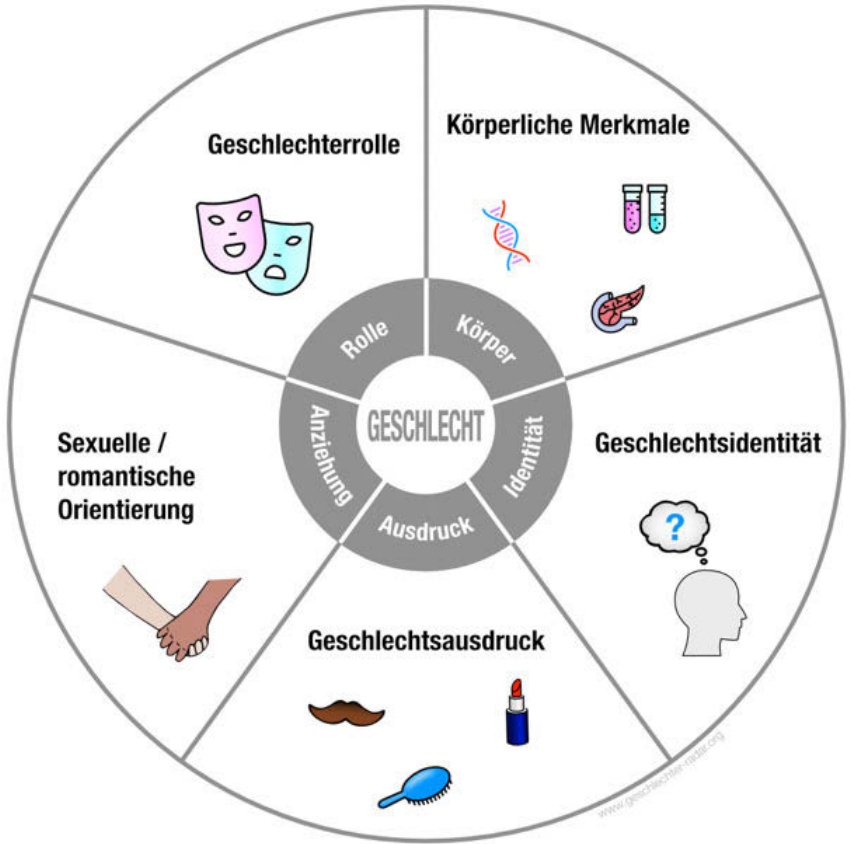 Geschlechterrolle
Körperliche Merkmale
Rolle
Körper
GESCHLECHT
Anziehung
Identität
Ausdruck
Sexuelle /
romantische
Orientierung
Geschlechtsidentität
?
Geschlechtsausdruck
www.geschlechter-radar.org